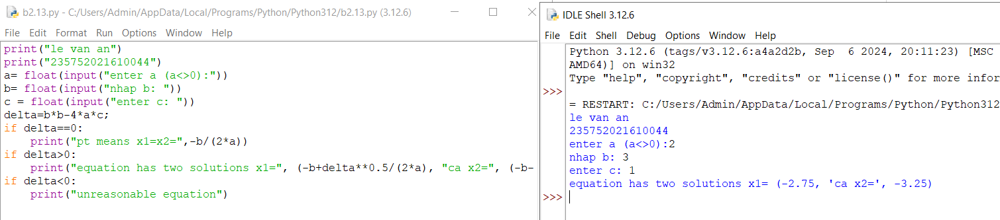 b2.13.py - C:/Users/Admin/AppData/Local/Programs/Python/Python312/b2.13.py (3.12.6)
File Edit Format Run Options Window Help
print("le van an")
print("235752021610044")
a= float(input("enter a (a<>0):"))
b= float(input("nhap b: "))
c = float(input("enter c: "))
delta=b*b-4*a*c;
if delta==0:
    print("pt means x1=x2=",-b/(2*a))
if delta>0:
    print("equation has two solutions x1=", (-b+delta**0.5/(2*a), "ca x2=", (-b-
if delta<0:
    print("unreasonable equation")
IDLE Shell 3.12.6
File Edit Shell Debug Options Window Help
Python 3.12.6 (tags/v3.12.6:a4a2d2b, Sep  6 2024, 20:11:23) [MSC
AMD64)] on win32
Type "help", "copyright", "credits" or "license()" for more infor
>>>
= RESTART: C:/Users/Admin/AppData/Local/Programs/Python/Python312
le van an
235752021610044
enter a (a<>0):2
nhap b: 3
enter c: 1
equation has two solutions x1= (-2.75, 'ca x2=', -3.25)
>>>